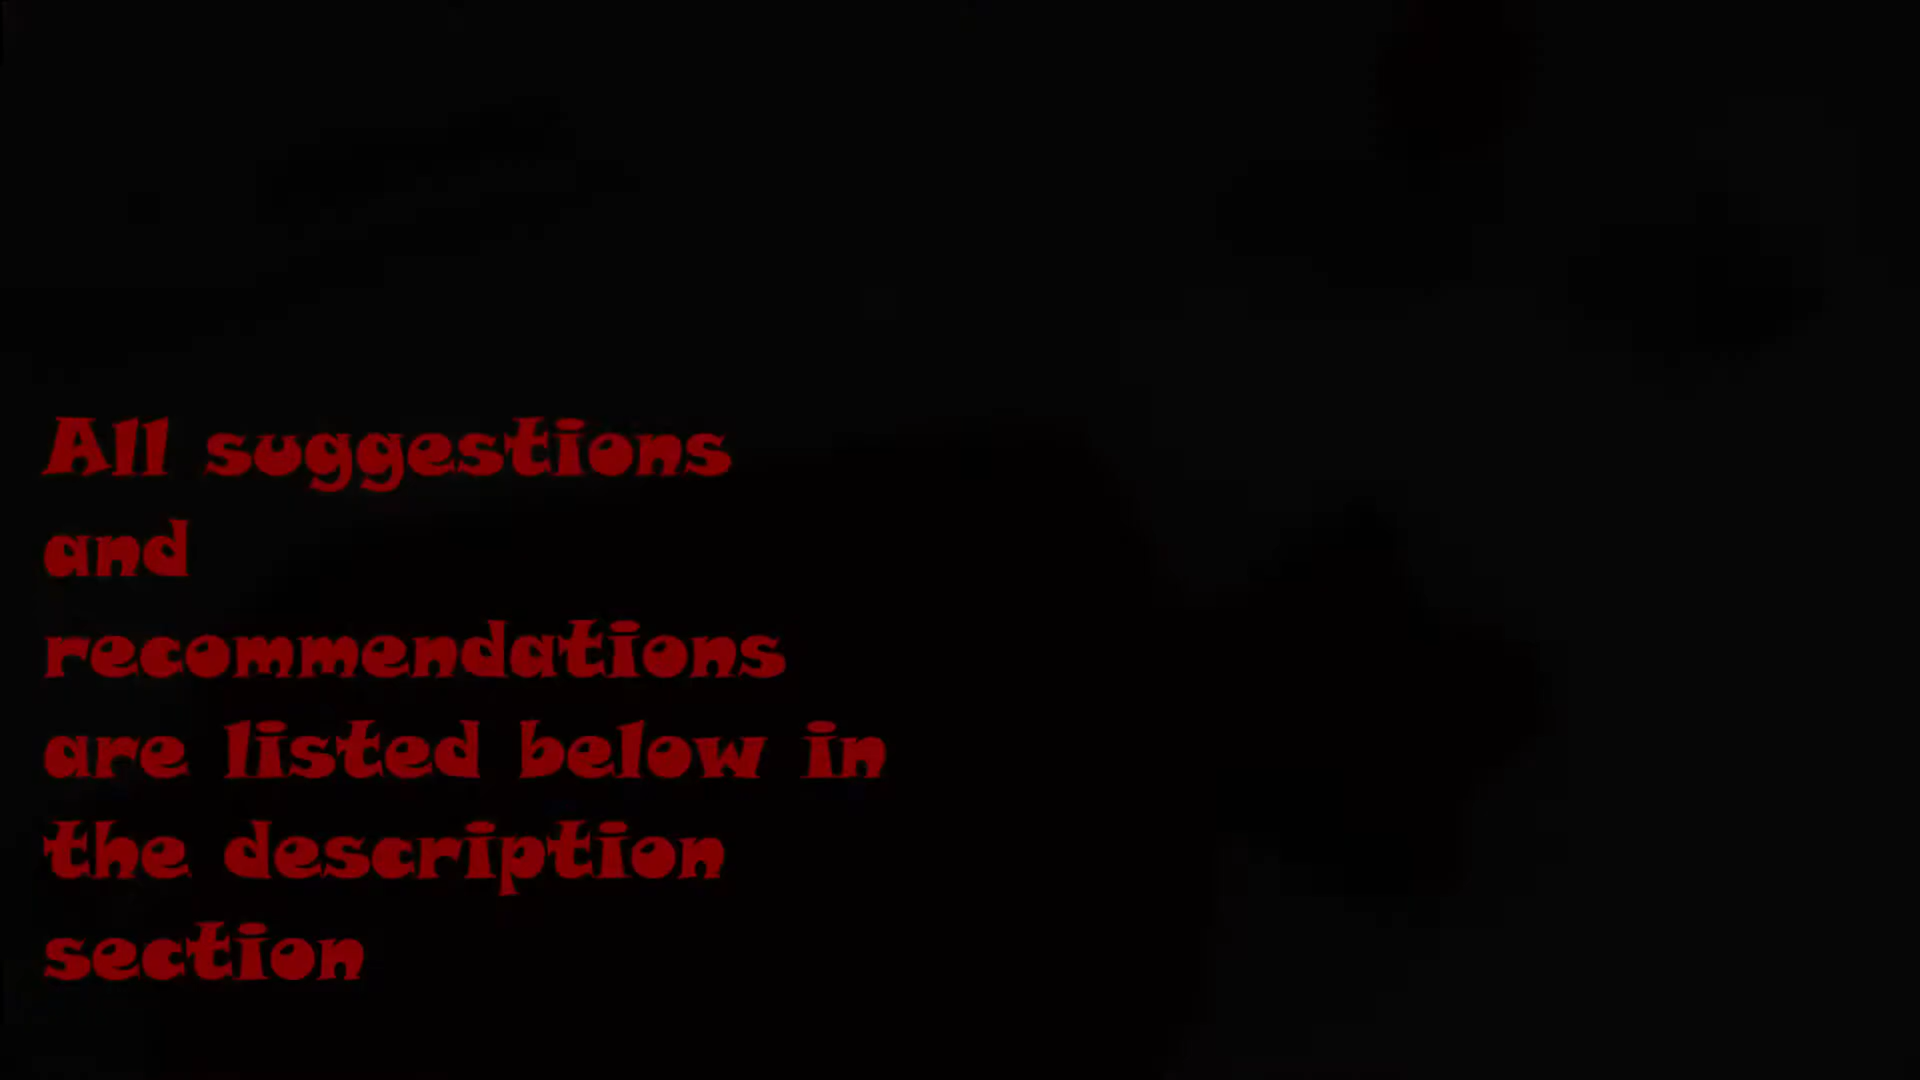 All suggestions
and
recommendations
are listed below in
the description
section